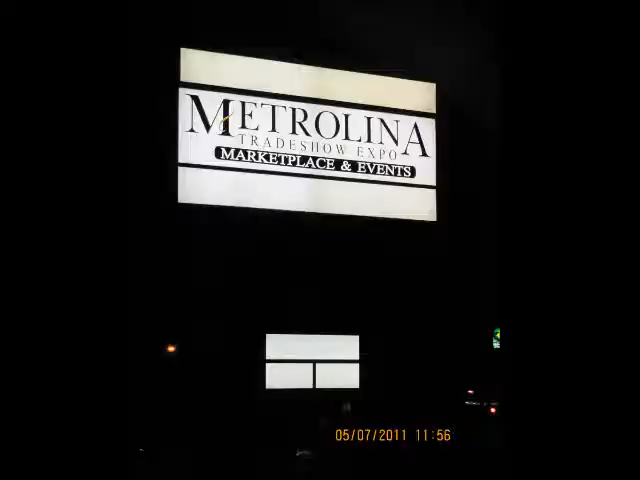 METROLINA
TRADESHOW EXPO
MARKETPLACE & EVENTS
05/07/2011 11:56